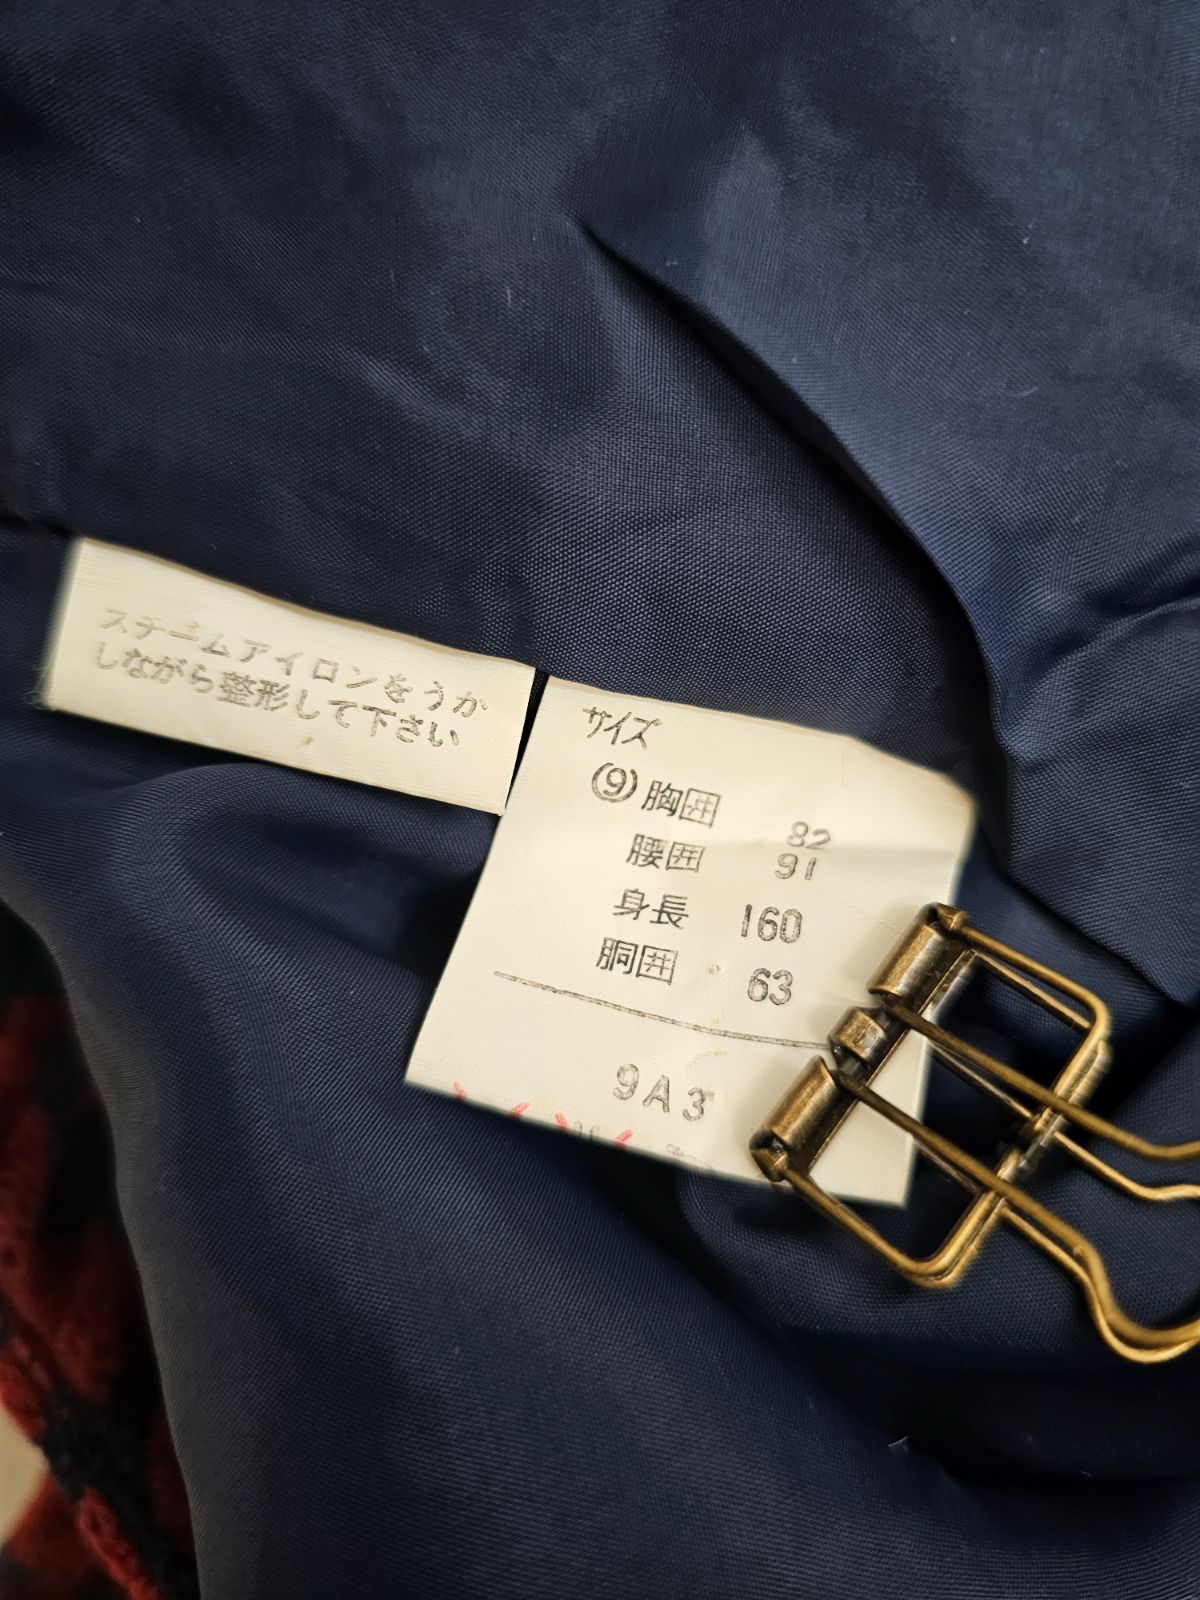 スチームアイロンをうか
しながら整形して下さい
サイズ
(9) 胸囲 82
腰囲 91
身長 160
胴囲 63
9A3